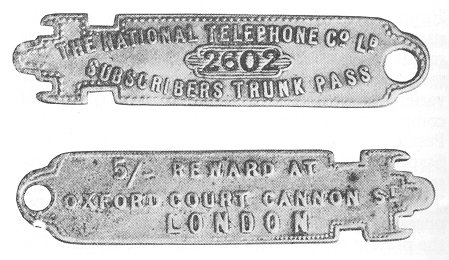 THE NATIONAL TELEPHONE Cº Lᴰ
2602
SUBSCRIBERS TRUNK PASS
5/- REWARD AT
OXFORD COURT CANNON Sᵀ
LONDON